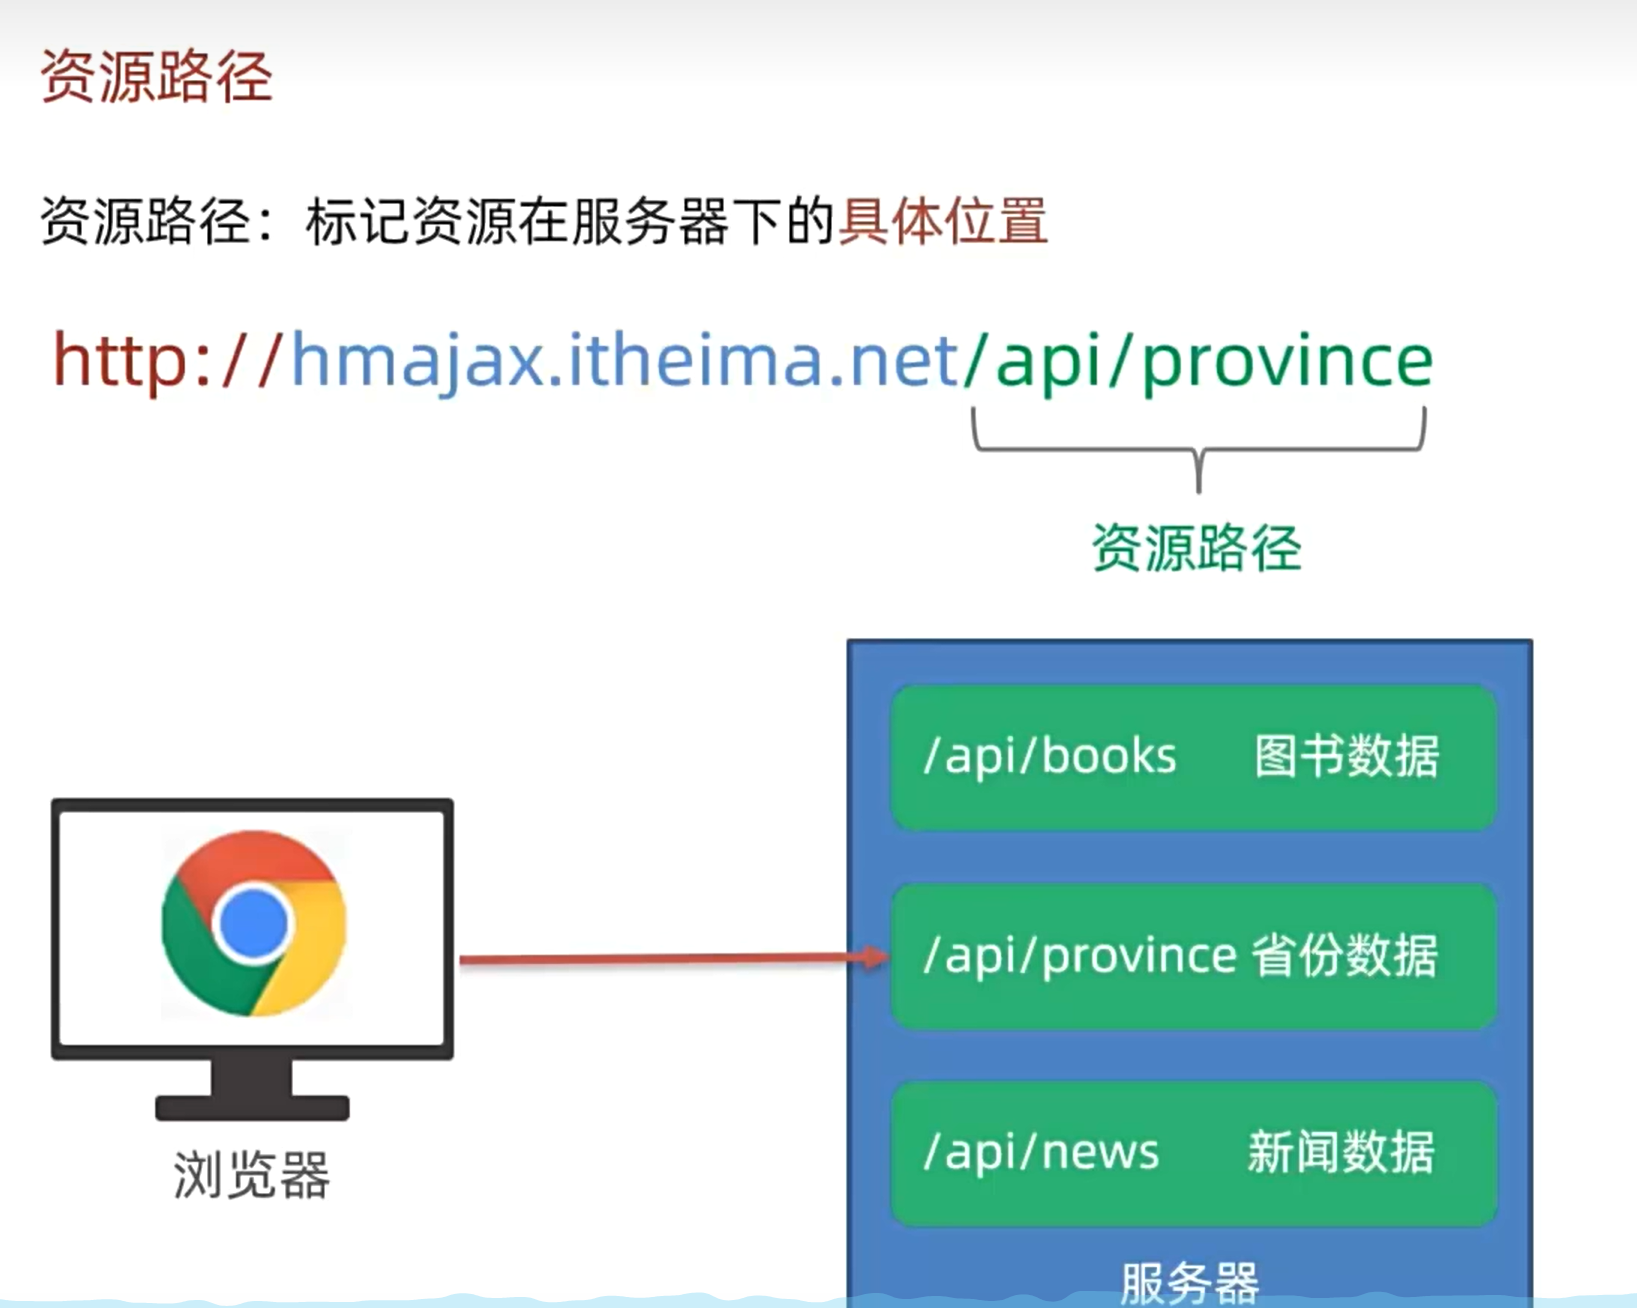 资源路径
资源路径：标记资源在服务器下的具体位置
http://hmajax.itheima.net/api/province
资源路径
/api/books 图书数据
/api/province 省份数据
/api/news 新闻数据
浏览器
服务器